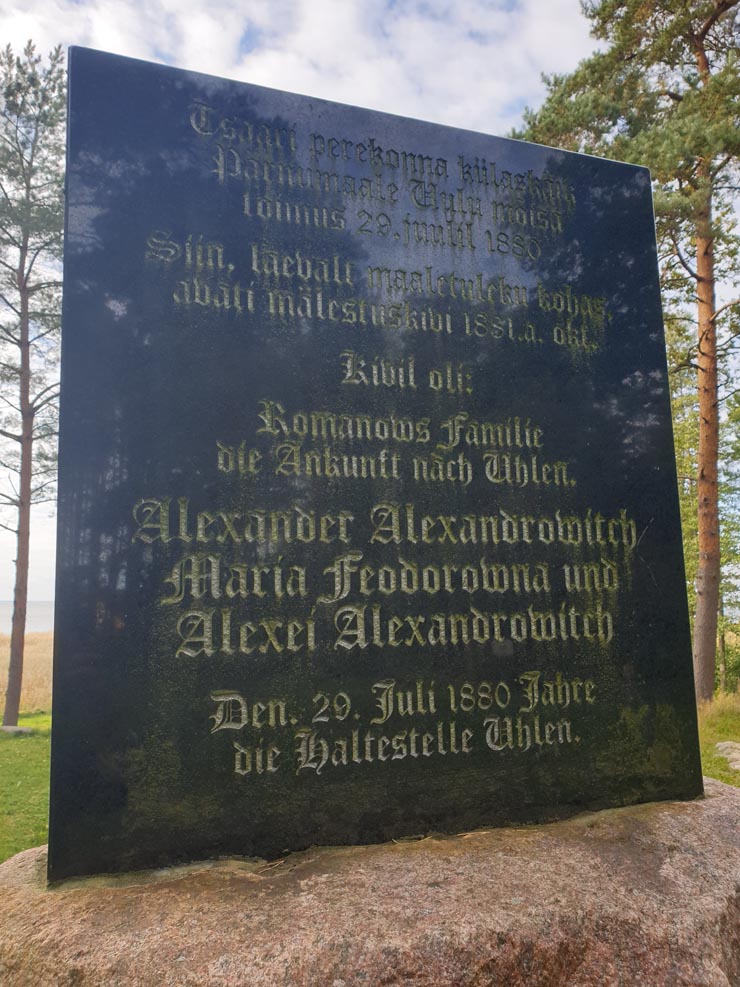 Tsaari perekonna külaskäik
Pärnumaale Uulu mõisa
toimus 29. juulil 1880
Siin, laevalt maaletuleku kohas,
avati mälestuskivi 1881.a. okt.
Kivil oli:
Romanows Familie
die Ankunft nach Uhlen.
Alexander Alexandrowitch
Maria Feodorowna und
Alexei Alexandrowitch
Den. 29. Juli 1880 Jahre
die Haltestelle Uhlen.